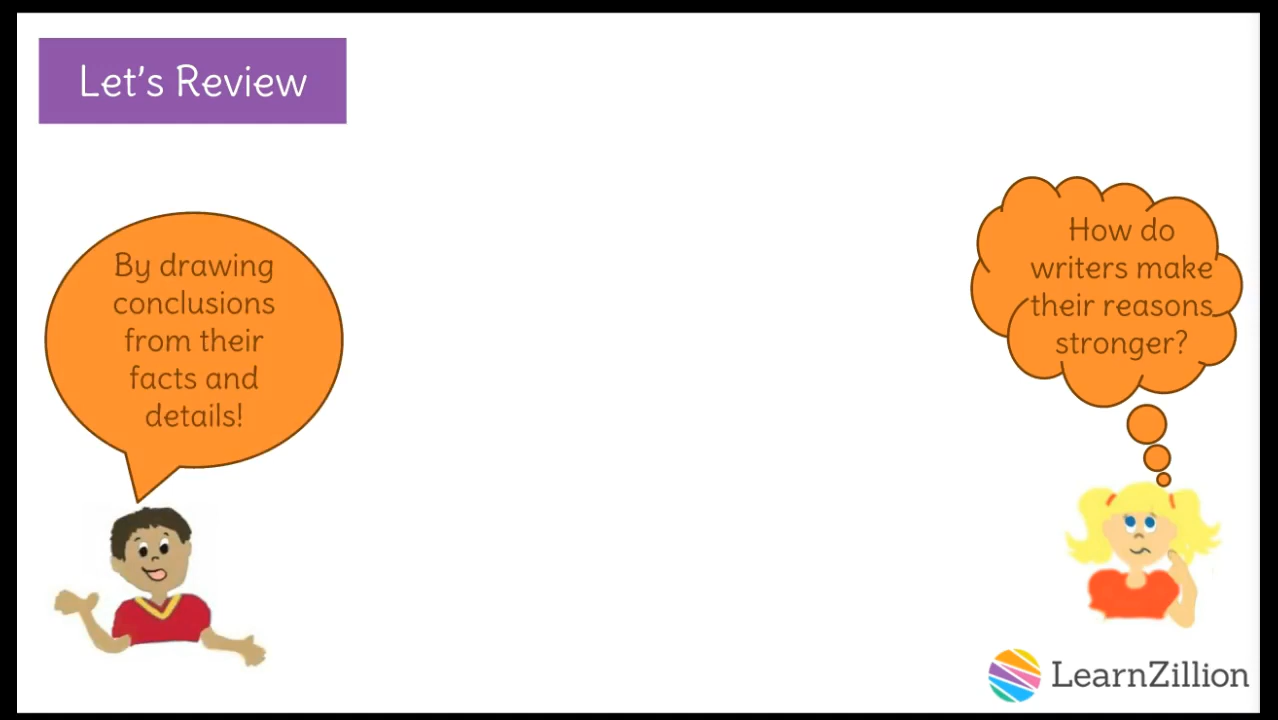 Let's Review
By drawing
conclusions
from their
facts and
details!
How do
writers make
their reasons
stronger?
LearnZillion